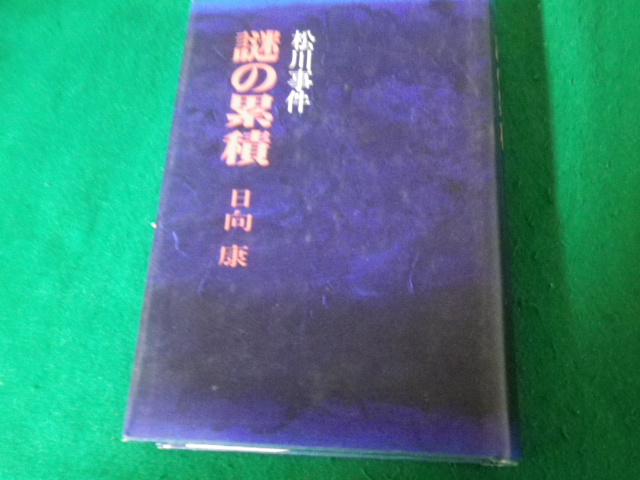 松川事件
謎の累積
日向 康